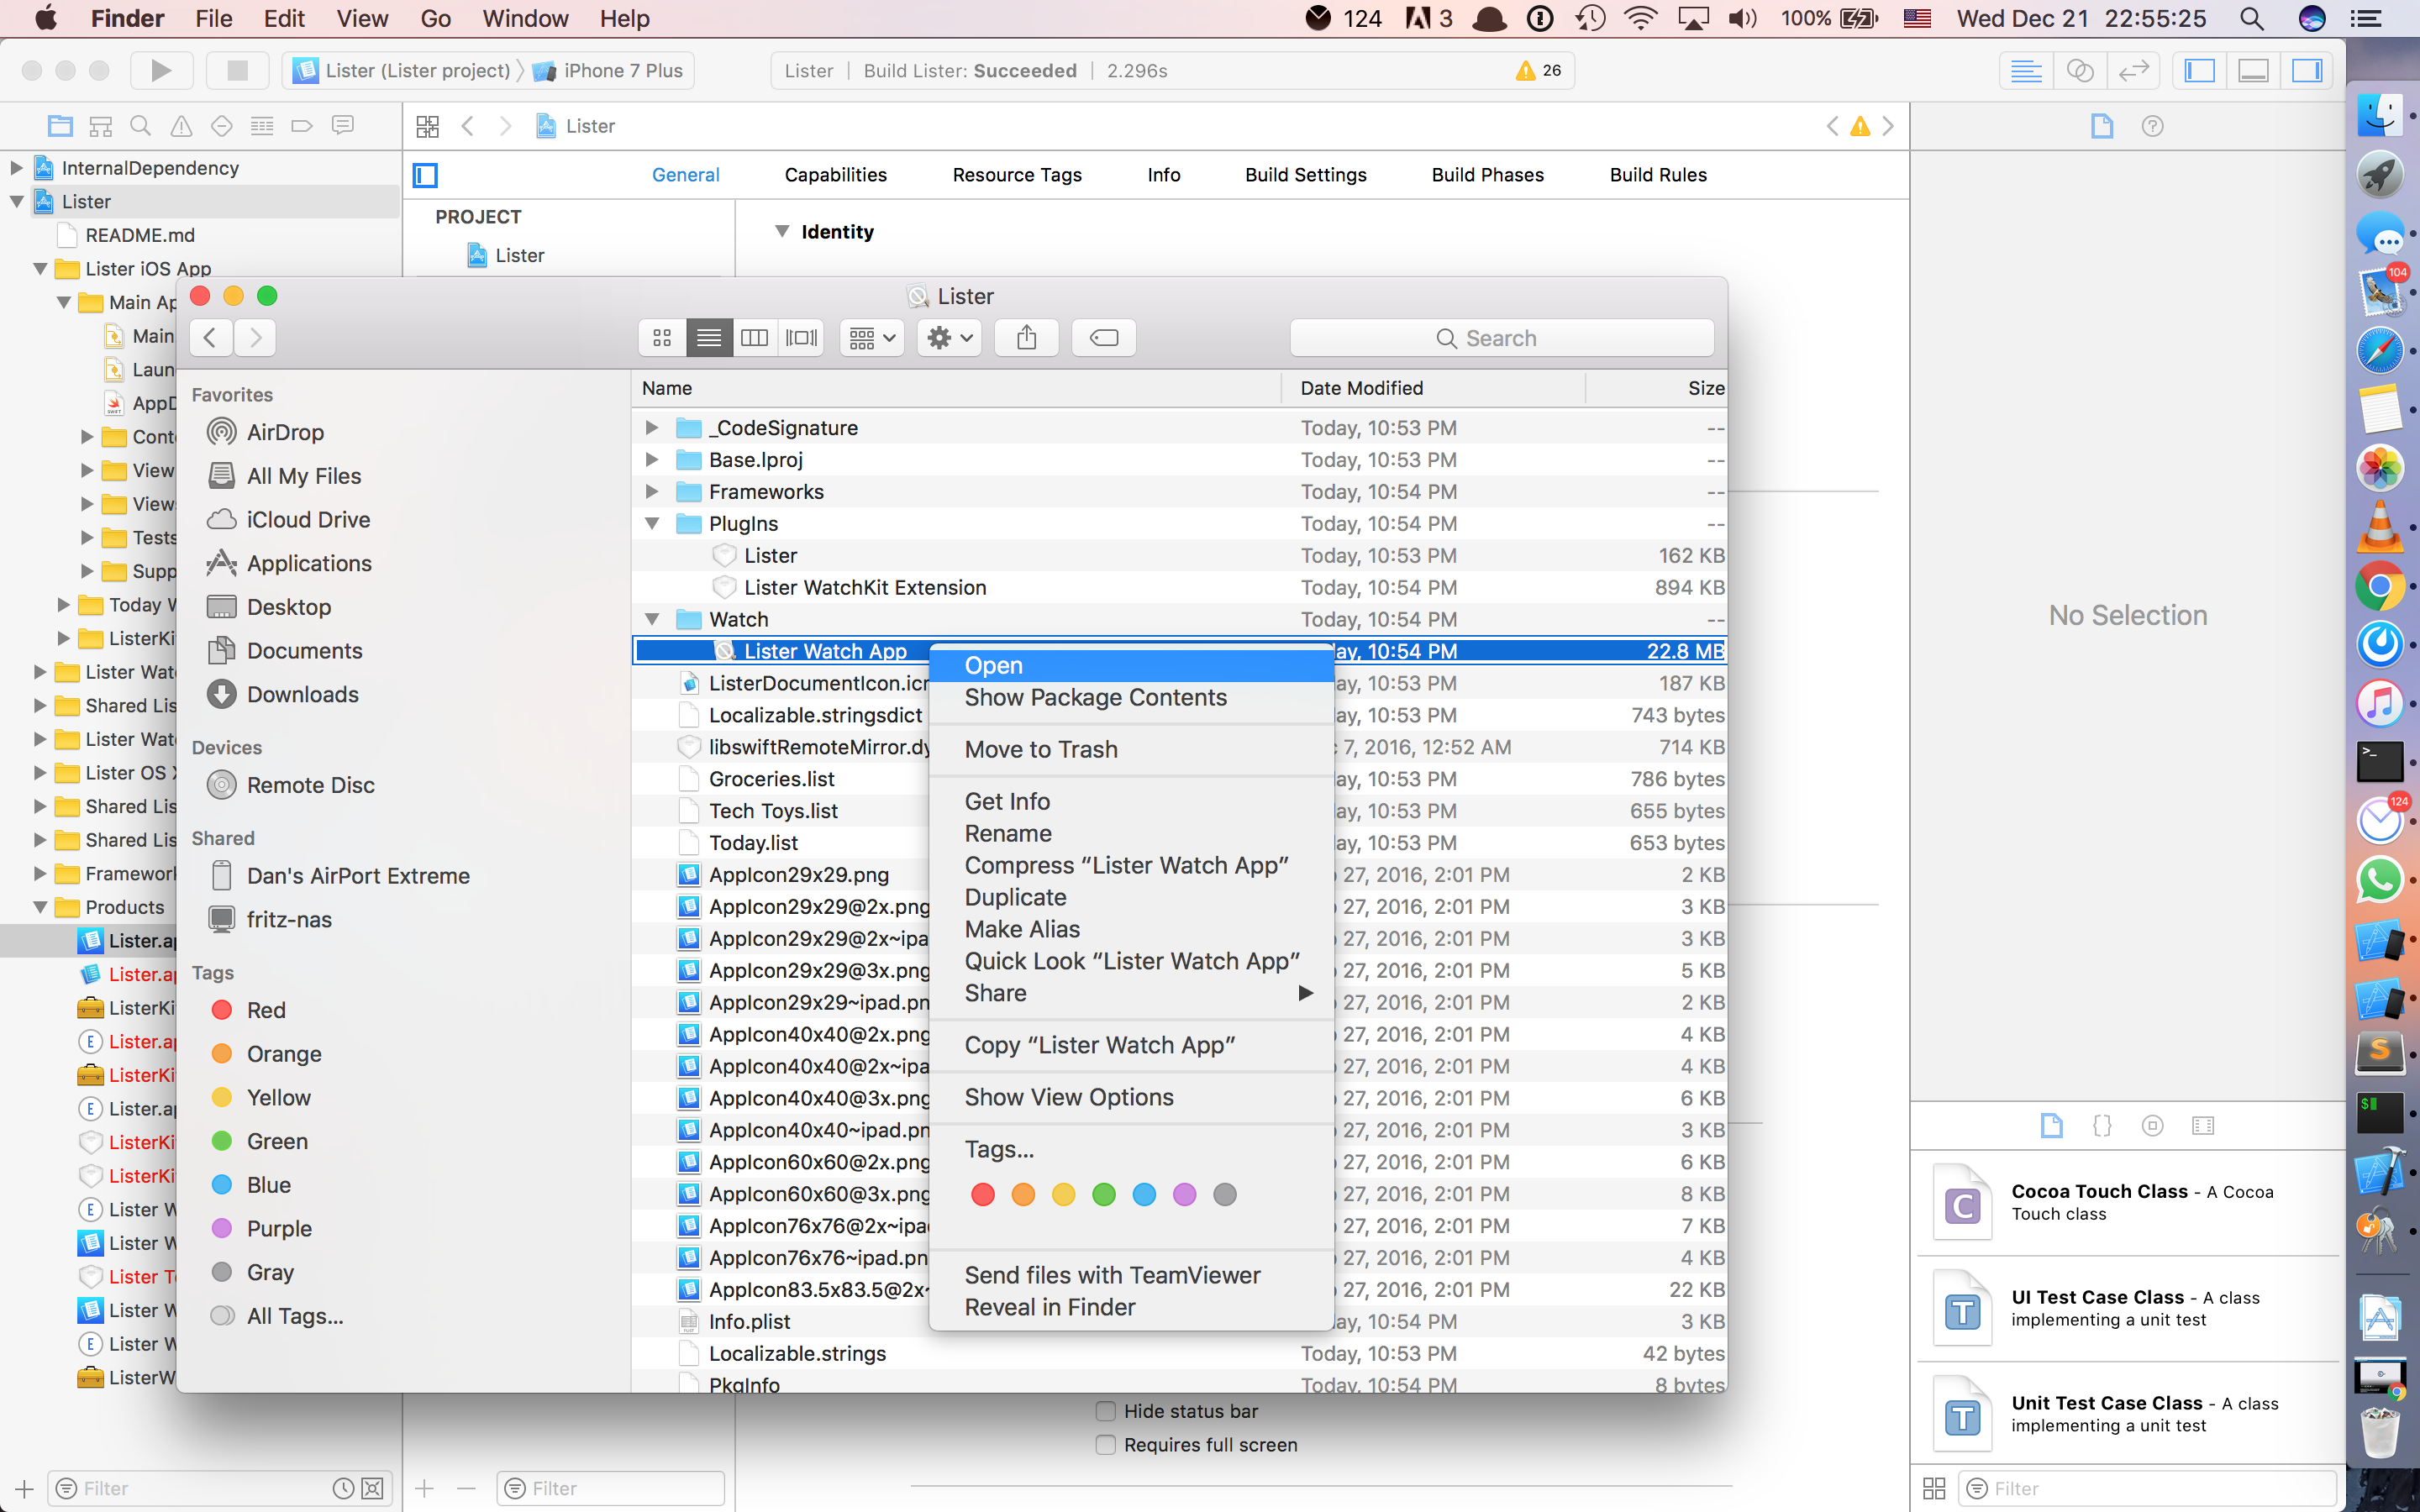 Finder File Edit View Go Window Help 124 3 100% Wed Dec 21 22:55:25
Lister (Lister project) iPhone 7 Plus Lister Build Lister: Succeeded 2.296s 26
Lister
InternalDependency
Lister
README.md
Lister iOS App
Main Ap
Main
Laun
AppD
Cont
View
View
Tests
Supp
Today W
ListerKi
Lister Wat
Shared Lis
Lister Wat
Lister OS X
Shared Lis
Shared Lis
Framework
Products
Lister.ap
Lister.ap
ListerKi
Lister.ap
ListerKi
Lister.ap
ListerKi
ListerKi
Lister W
Lister W
Lister T
Lister W
Lister W
ListerW
Filter
General Capabilities Resource Tags Info Build Settings Build Phases Build Rules
PROJECT
Lister
Identity
Lister
Search
Favorites
AirDrop
All My Files
iCloud Drive
Applications
Desktop
Documents
Downloads
Devices
Remote Disc
Shared
Dan's AirPort Extreme
fritz-nas
Tags
Red
Orange
Yellow
Green
Blue
Purple
Gray
All Tags...
Name Date Modified Size
_CodeSignature Today, 10:53 PM --
Base.lproj Today, 10:53 PM --
Frameworks Today, 10:54 PM --
PlugIns Today, 10:54 PM --
Lister Today, 10:53 PM 162 KB
Lister WatchKit Extension Today, 10:54 PM 894 KB
Watch Today, 10:54 PM --
Lister Watch App ay, 10:54 PM 22.8 MB
ListerDocumentIcon.icn ay, 10:53 PM 187 KB
Localizable.stringsdict ay, 10:53 PM 743 bytes
libswiftRemoteMirror.dy 7, 2016, 12:52 AM 714 KB
Groceries.list ay, 10:53 PM 786 bytes
Tech Toys.list ay, 10:53 PM 655 bytes
Today.list ay, 10:53 PM 653 bytes
AppIcon29x29.png 27, 2016, 2:01 PM 2 KB
AppIcon29x29@2x.png 27, 2016, 2:01 PM 3 KB
AppIcon29x29@2x~ipa 27, 2016, 2:01 PM 3 KB
AppIcon29x29@3x.png 27, 2016, 2:01 PM 5 KB
AppIcon29x29~ipad.pn 27, 2016, 2:01 PM 2 KB
AppIcon40x40@2x.png 27, 2016, 2:01 PM 4 KB
AppIcon40x40@2x~ipa 27, 2016, 2:01 PM 4 KB
AppIcon40x40@3x.png 27, 2016, 2:01 PM 6 KB
AppIcon40x40~ipad.pn 27, 2016, 2:01 PM 3 KB
AppIcon60x60@2x.png 27, 2016, 2:01 PM 6 KB
AppIcon60x60@3x.png 27, 2016, 2:01 PM 8 KB
AppIcon76x76@2x~ipa 27, 2016, 2:01 PM 7 KB
AppIcon76x76~ipad.pn 27, 2016, 2:01 PM 4 KB
AppIcon83.5x83.5@2x~ 27, 2016, 2:01 PM 22 KB
Info.plist ay, 10:54 PM 3 KB
Localizable.strings Today, 10:53 PM 42 bytes
PkgInfo Today, 10:54 PM 8 bytes
Open
Show Package Contents
Move to Trash
Get Info
Rename
Compress “Lister Watch App”
Duplicate
Make Alias
Quick Look “Lister Watch App”
Share
Copy “Lister Watch App”
Show View Options
Tags...
Send files with TeamViewer
Reveal in Finder
Hide status bar
Requires full screen
Filter
No Selection
Cocoa Touch Class - A Cocoa
Touch class
UI Test Case Class - A class
implementing a unit test
Unit Test Case Class - A class
implementing a unit test
Filter
104
124